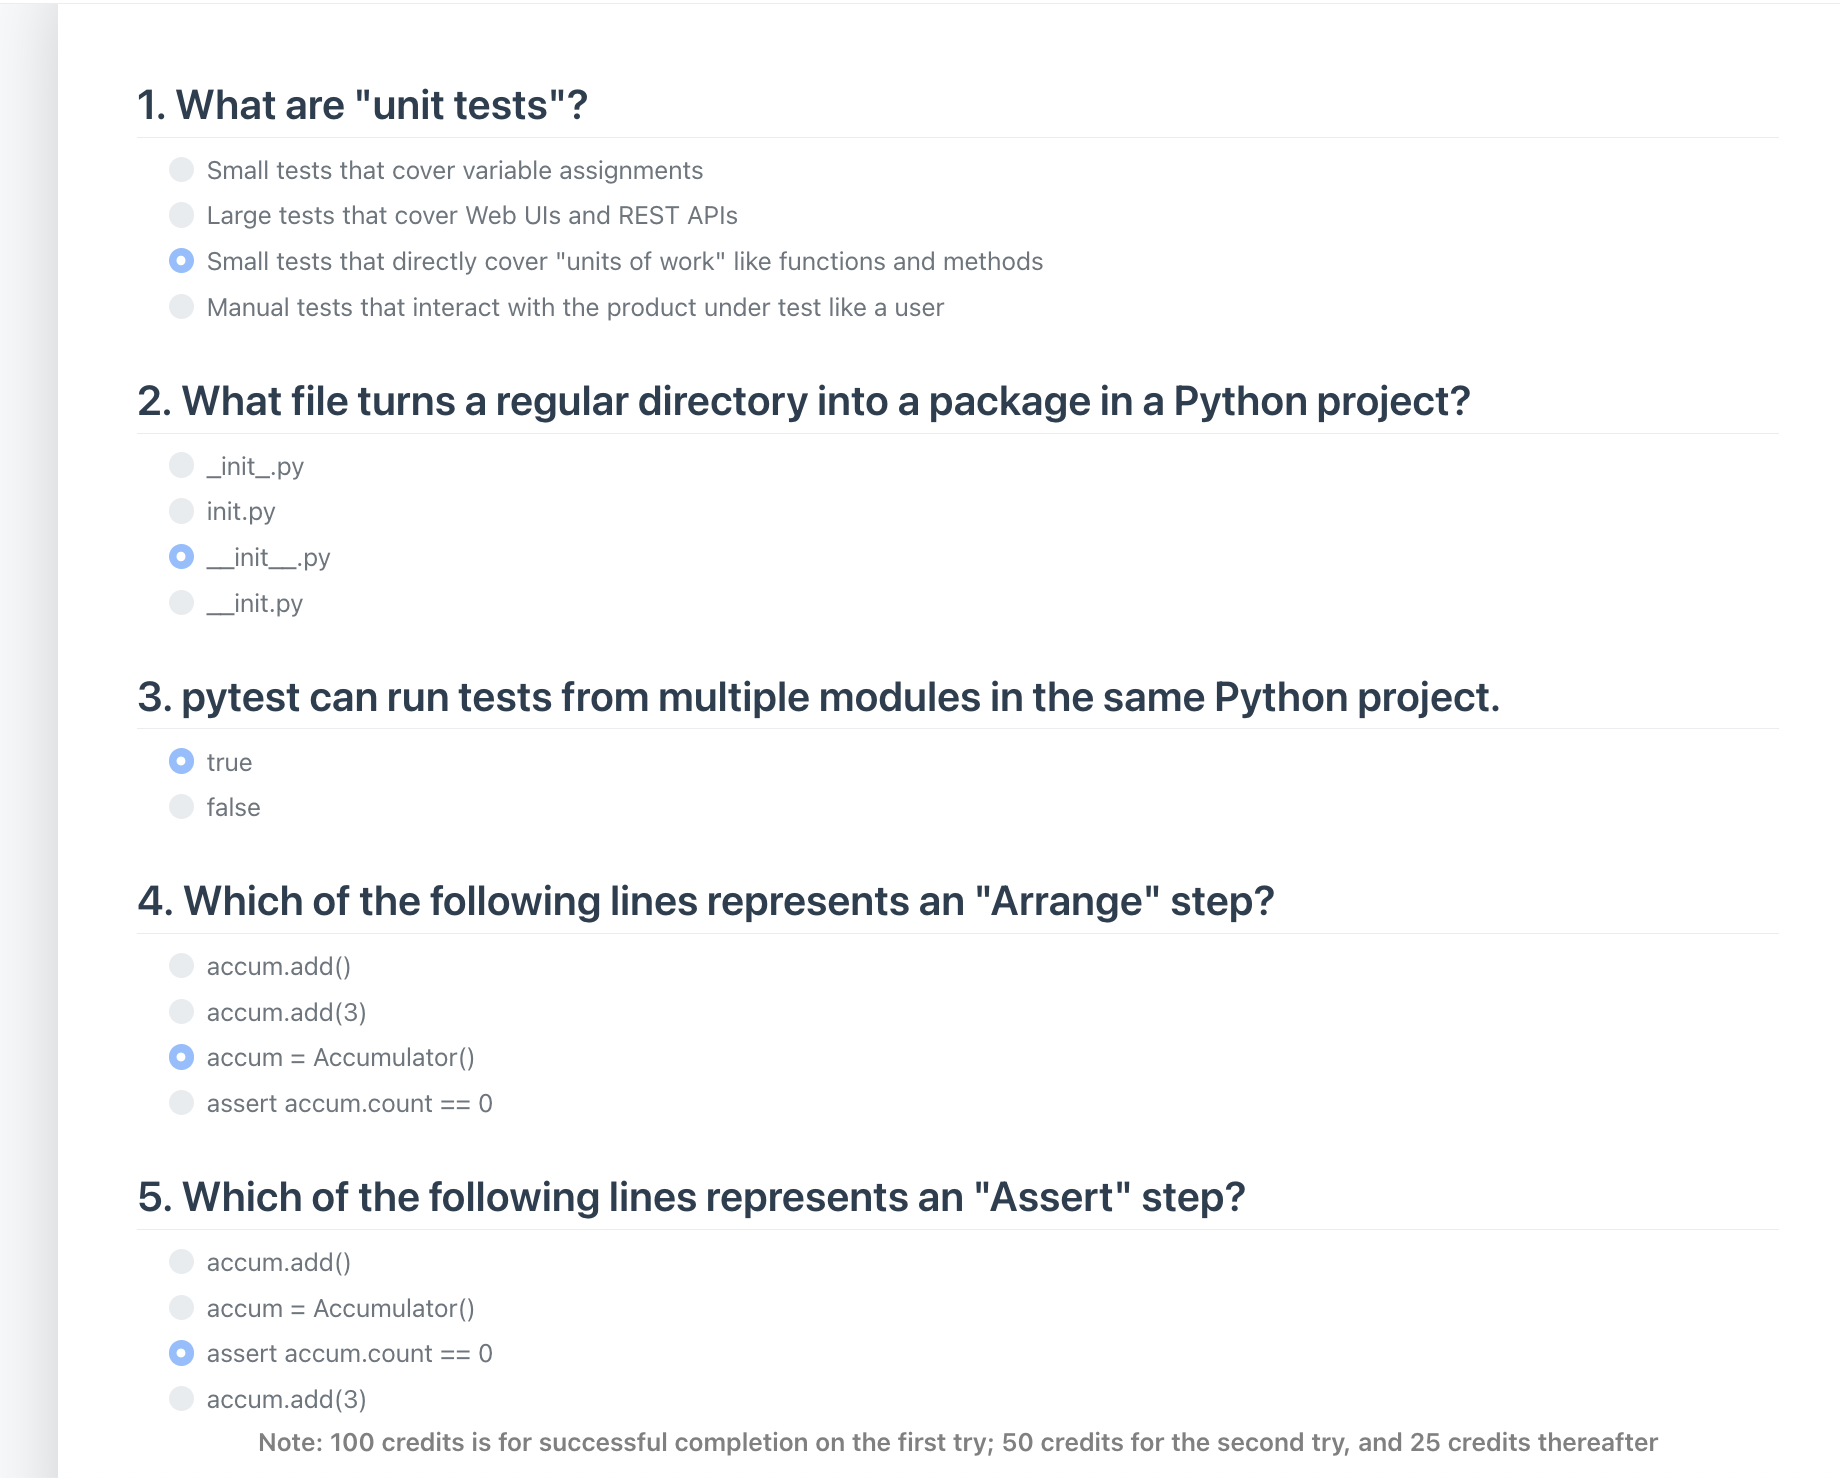 1. What are "unit tests"?
Small tests that cover variable assignments
Large tests that cover Web UIs and REST APIs
Small tests that directly cover "units of work" like functions and methods
Manual tests that interact with the product under test like a user
2. What file turns a regular directory into a package in a Python project?
_init_.py
init.py
__init__.py
__init.py
3. pytest can run tests from multiple modules in the same Python project.
true
false
4. Which of the following lines represents an "Arrange" step?
accum.add()
accum.add(3)
accum = Accumulator()
assert accum.count == 0
5. Which of the following lines represents an "Assert" step?
accum.add()
accum = Accumulator()
assert accum.count == 0
accum.add(3)
Note: 100 credits is for successful completion on the first try; 50 credits for the second try, and 25 credits thereafter